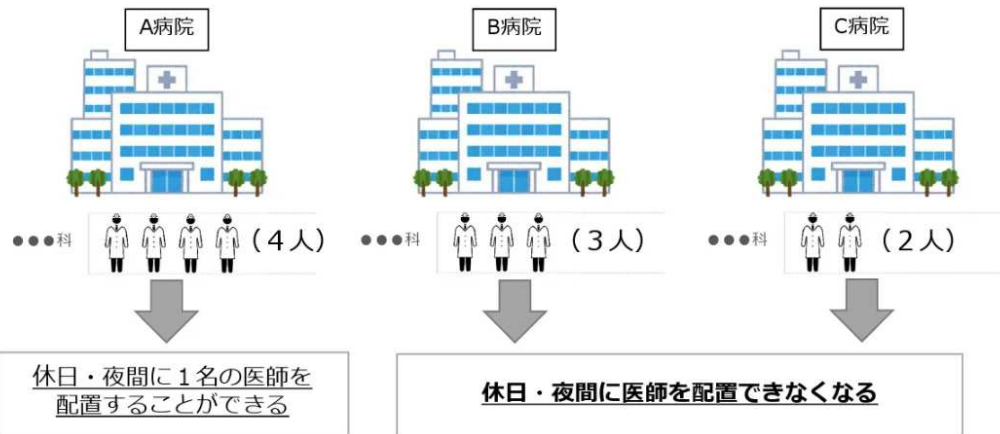 A病院
B病院
C病院
●●●科 （４人）
●●●科 （３人）
●●●科 （２人）
休日・夜間に１名の医師を
配置することができる
休日・夜間に医師を配置できなくなる